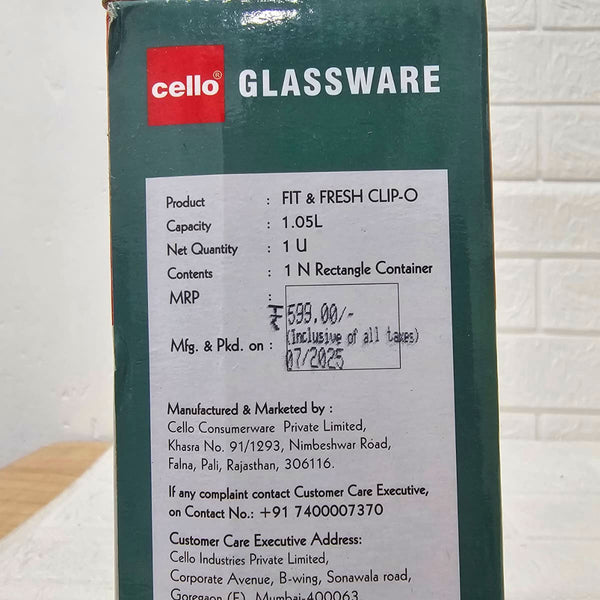 cello® GLASSWARE
Product : FIT & FRESH CLIP-O
Capacity : 1.05L
Net Quantity : 1 U
Contents : 1 N Rectangle Container
MRP : ₹ 599.00/-
(Inclusive of all taxes)
Mfg. & Pkd. on : 07/2025
Manufactured & Marketed by :
Cello Consumerware Private Limited,
Khasra No. 91/1293, Nimbeshwar Road,
Falna, Pali, Rajasthan, 306116.
If any complaint contact Customer Care Executive,
on Contact No.: +91 7400007370
Customer Care Executive Address:
Cello Industries Private Limited,
Corporate Avenue, B-wing, Sonawala road,
Goregaon (E), Mumbai-400063